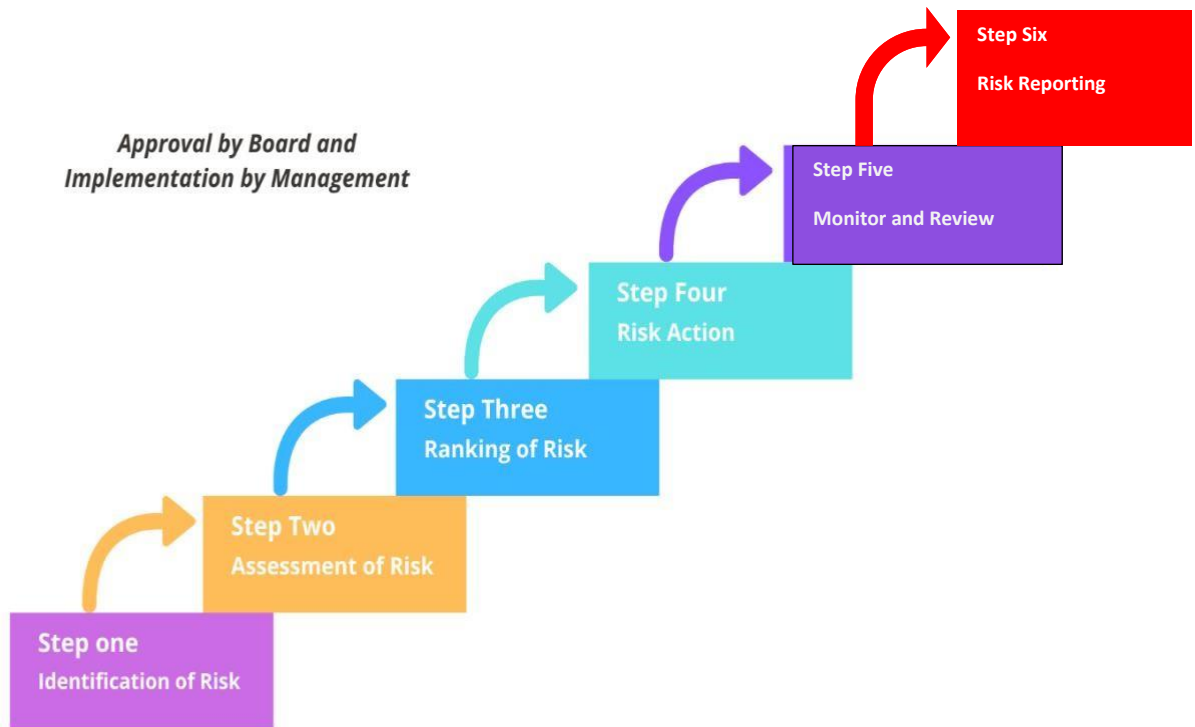 Approval by Board and
Implementation by Management
Step Six
Risk Reporting
Step Five
Monitor and Review
Step Four
Risk Action
Step Three
Ranking of Risk
Step Two
Assessment of Risk
Step one
Identification of Risk